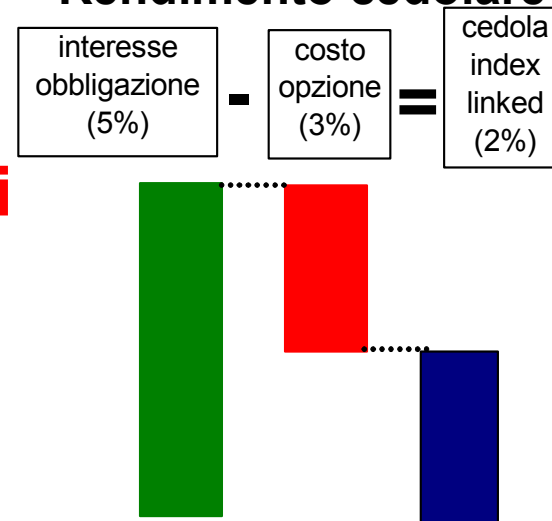 interesse
obbligazione
(5%)
-
costo
opzione
(3%)
=
cedola
index
linked
(2%)